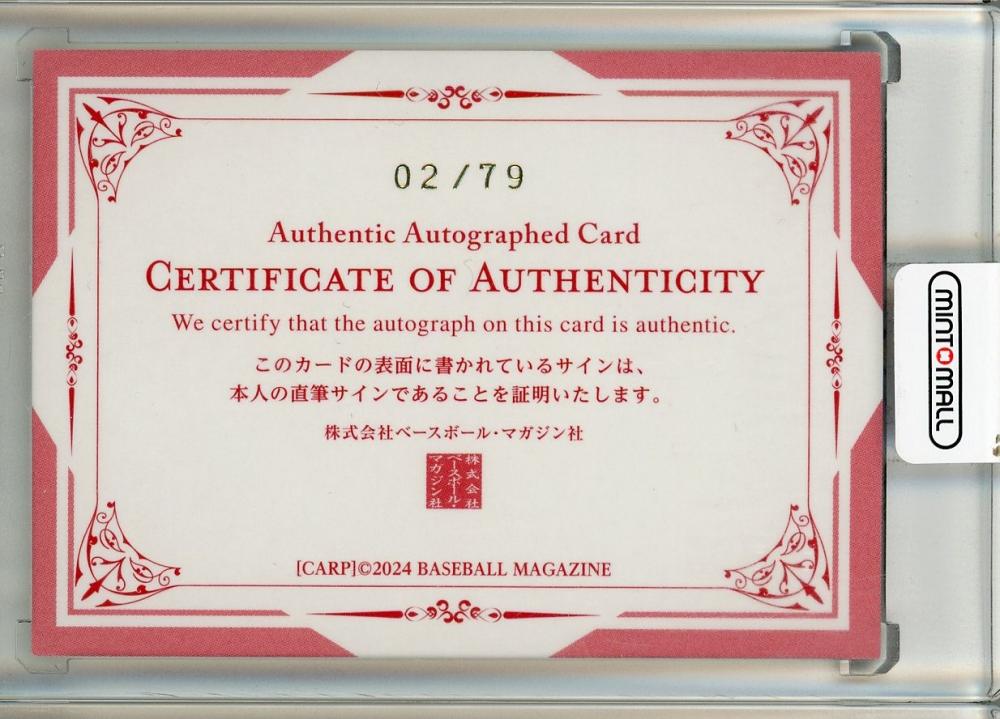 02/79
Authentic Autographed Card
CERTIFICATE OF AUTHENTICITY
We certify that the autograph on this card is authentic.
このカードの表面に書かれているサインは、
本人の直筆サインであることを証明いたします。
株式会社ベースボール・マガジン社
株式会社
ベースボール・
マガジン社
[CARP]©2024 BASEBALL MAGAZINE
MINT MALL